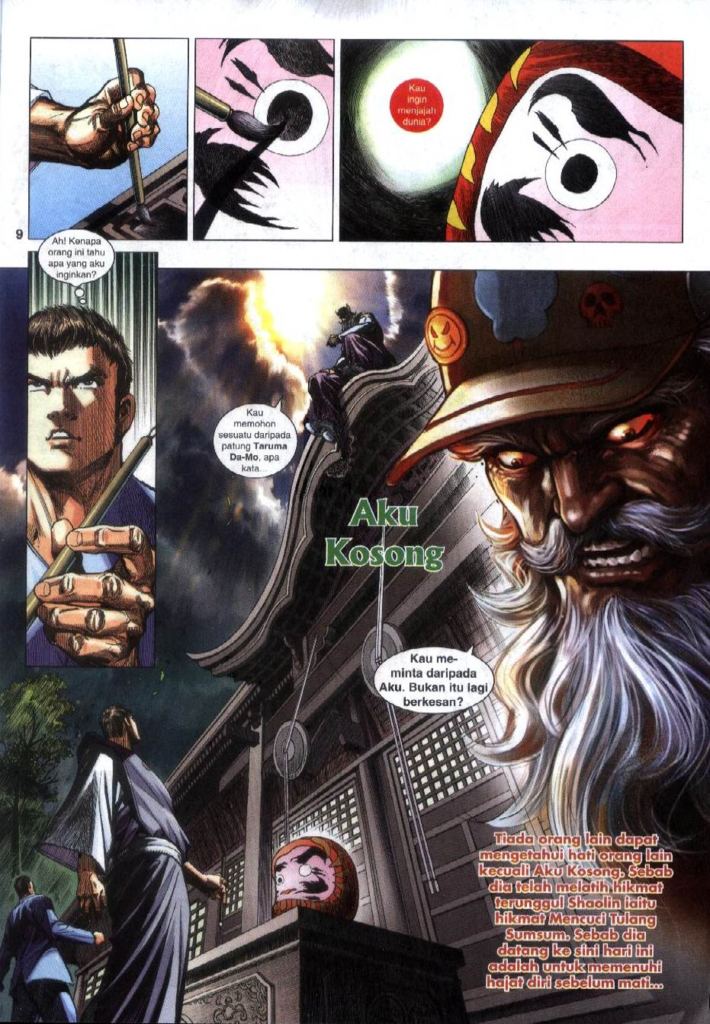 Kau
ingin
menjajah
dunia?
9
Ah! Kenapa
orang ini tahu
apa yang aku
inginkan?
Kau
memohon
sesuatu daripada
patung Taruma
Da-Mo, apa
kata...
Aku
Kosong
Kau me-
minta daripada
Aku. Bukan itu lagi
berkesan?
Tiada orang lain dapat
mengetahui hati orang lain
kecuali Aku Kosong. Sebab
dia telah melatih hikmat
terunggul Shaolin iaitu
hikmat Mencuci Tulang
Sumsum. Sebab dia
datang ke sini hari ini
adalah untuk memenuhi
hajat diri sebelum mati...